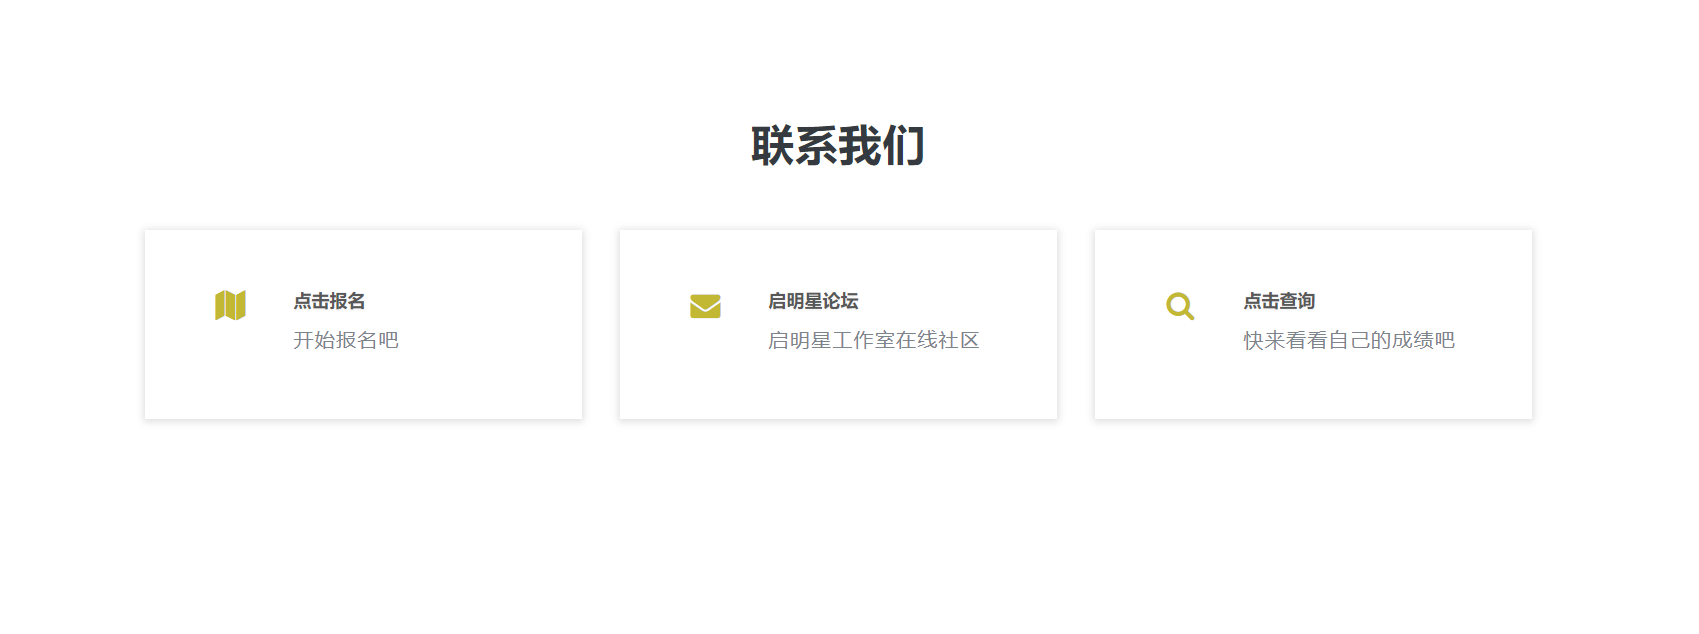 联系我们
点击报名
开始报名吧
启明星论坛
启明星工作室在线社区
点击查询
快来看看自己的成绩吧